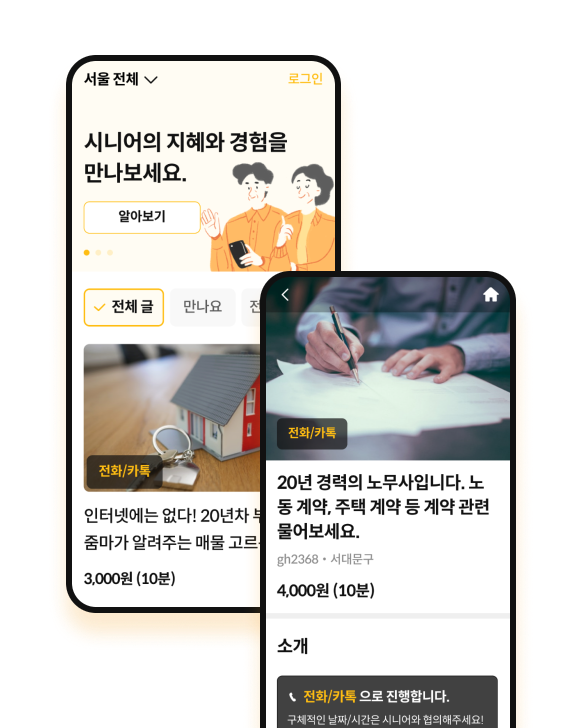 서울 전체
로그인
시니어의 지혜와 경험을
만나보세요.
알아보기
전체 글
만나요
전화/카톡
인터넷에는 없다! 20년차
줌마가 알려주는 매물 고르
3,000원 (10분)
전화/카톡
20년 경력의 노무사입니다. 노
동 계약, 주택 계약 등 계약 관련
물어보세요.
gh2368 • 서대문구
4,000원 (10분)
소개
전화/카톡 으로 진행합니다.
구체적인 날짜/시간은 시니어와 협의해주세요!